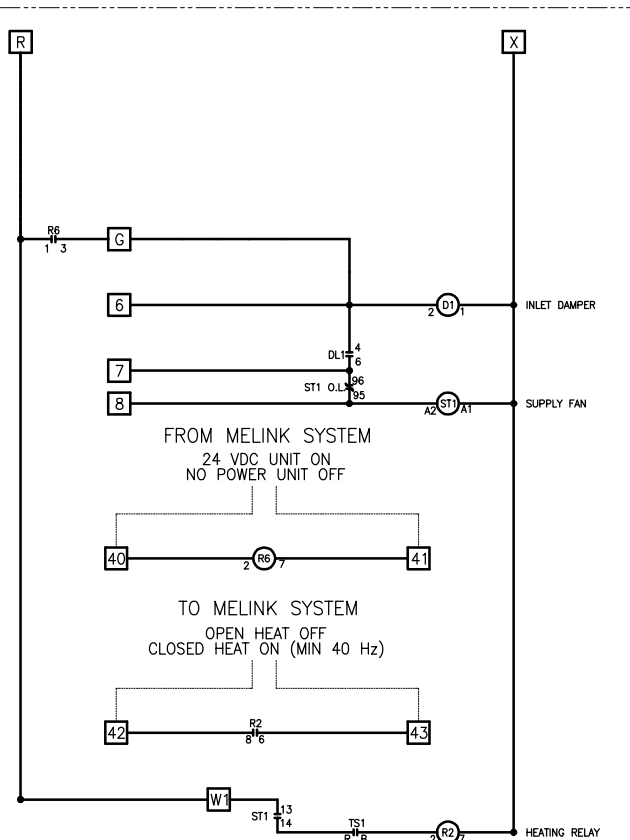 R X
R6
1 3 G
6 2 D1 1 INLET DAMPER
DL1 4
6
7
ST1 O.L. 96
95
8 A2 ST1 A1 SUPPLY FAN
FROM MELINK SYSTEM
24 VDC UNIT ON
NO POWER UNIT OFF
40 2 R6 7 41
TO MELINK SYSTEM
OPEN HEAT OFF
CLOSED HEAT ON (MIN 40 Hz)
R2
42 8 6 43
W1
ST1 13
14
TS1
R B 2 R2 7 HEATING RELAY